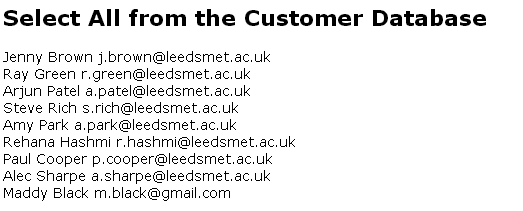 Select All from the Customer Database
Jenny Brown j.brown@leedsmet.ac.uk
Ray Green r.green@leedsmet.ac.uk
Arjun Patel a.patel@leedsmet.ac.uk
Steve Rich s.rich@leedsmet.ac.uk
Amy Park a.park@leedsmet.ac.uk
Rehana Hashmi r.hashmi@leedsmet.ac.uk
Paul Cooper p.cooper@leedsmet.ac.uk
Alec Sharpe a.sharpe@leedsmet.ac.uk
Maddy Black m.black@gmail.com